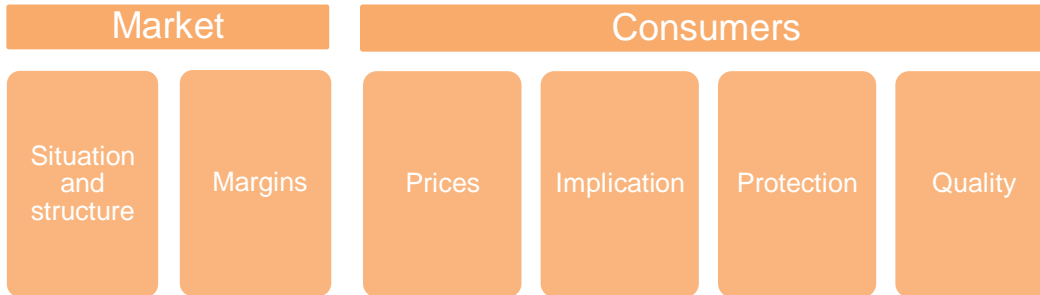 Market
Consumers
Situation
and
structure
Margins
Prices
Implication
Protection
Quality